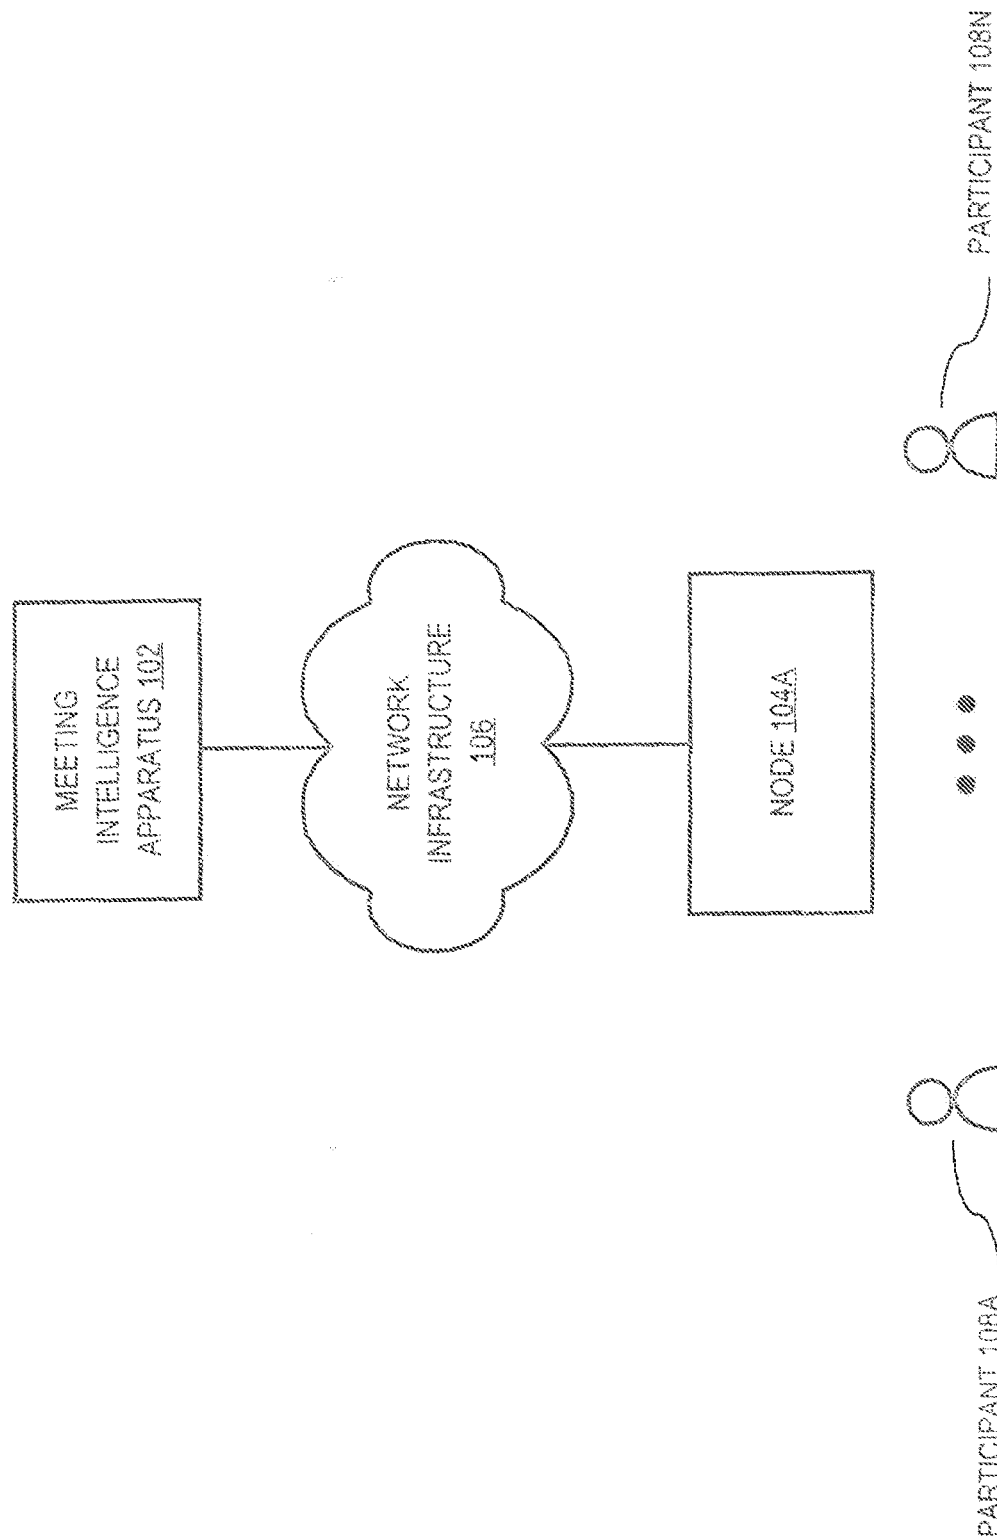 MEETING
INTELLIGENCE
APPARATUS 102
NETWORK
INFRASTRUCTURE
106
NODE 104A
PARTICIPANT 108A
PARTICIPANT 108N